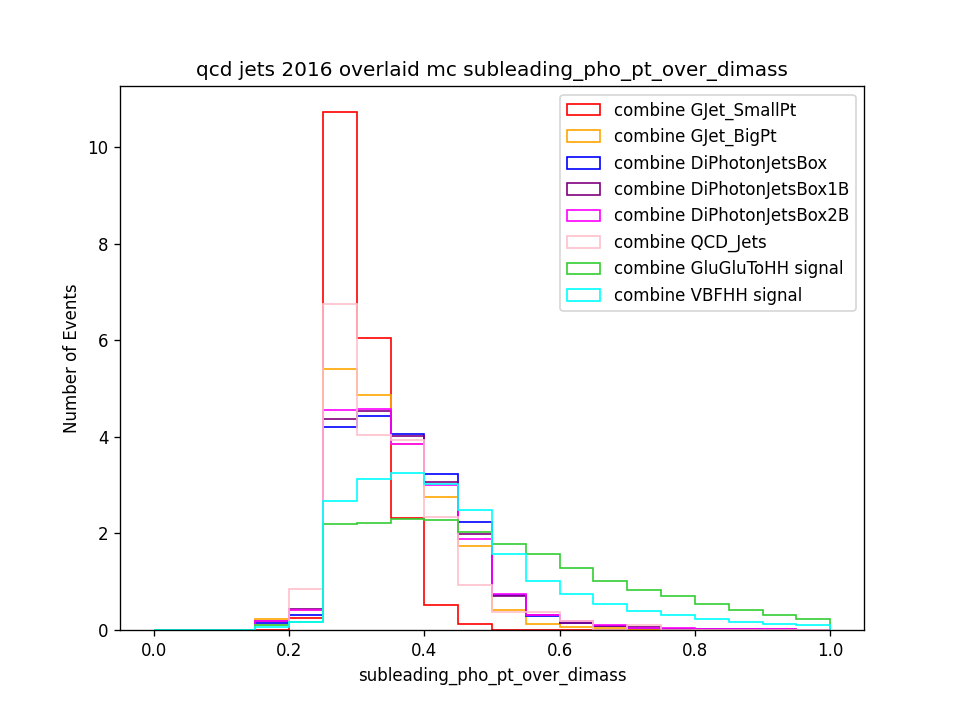 qcd jets 2016 overlaid mc subleading_pho_pt_over_dimass
combine GJet_SmallPt
combine GJet_BigPt
combine DiPhotonJetsBox
combine DiPhotonJetsBox1B
combine DiPhotonJetsBox2B
combine QCD_Jets
combine GluGluToHH signal
combine VBFHH signal
Number of Events
10
8
6
4
2
0
0.0 0.2 0.4 0.6 0.8 1.0
subleading_pho_pt_over_dimass